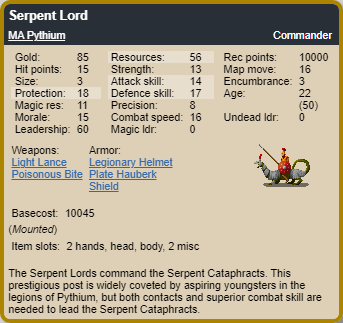 Serpent Lord
MA Pythium Commander
Gold: 85 Resources: 56 Rec points: 10000
Hit points: 15 Strength: 13 Map move: 16
Size: 3 Attack skill: 14 Encumbrance: 3
Protection: 18 Defence skill: 17 Age: 22
Magic res: 11 Precision: 8 (50)
Morale: 15 Combat speed: 16 Undead ldr: 0
Leadership: 60 Magic ldr: 0
Weapons: Armor:
Light Lance Legionary Helmet
Poisonous Bite Plate Hauberk
Shield
Basecost: 10045
(Mounted)
Item slots: 2 hands, head, body, 2 misc
The Serpent Lords command the Serpent Cataphracts. This
prestigious post is widely coveted by aspiring youngsters in the
legions of Pythium, but both contacts and superior combat skill are
needed to lead the Serpent Cataphracts.